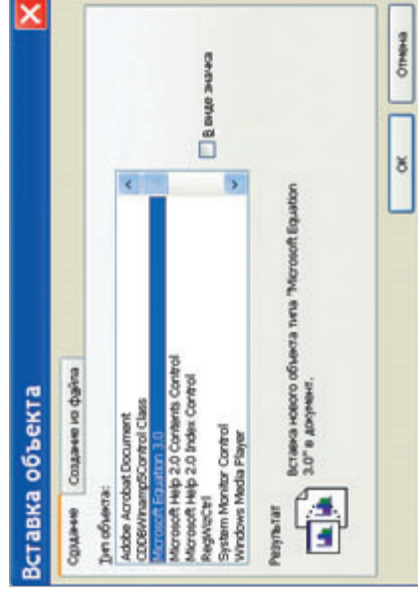 Вставка объекта
Создание Создание из файла
Тип объекта:
Adobe Acrobat Document
CDDBWinamp5Control Class
Microsoft Equation 3.0
Microsoft Help 2.0 Contents Control
Microsoft Help 2.0 Index Control
RegWizCtrl
System Monitor Control
Windows Media Player
В виде значка
Результат
Вставка нового объекта типа "Microsoft Equation
3.0" в документ.
ОК Отмена